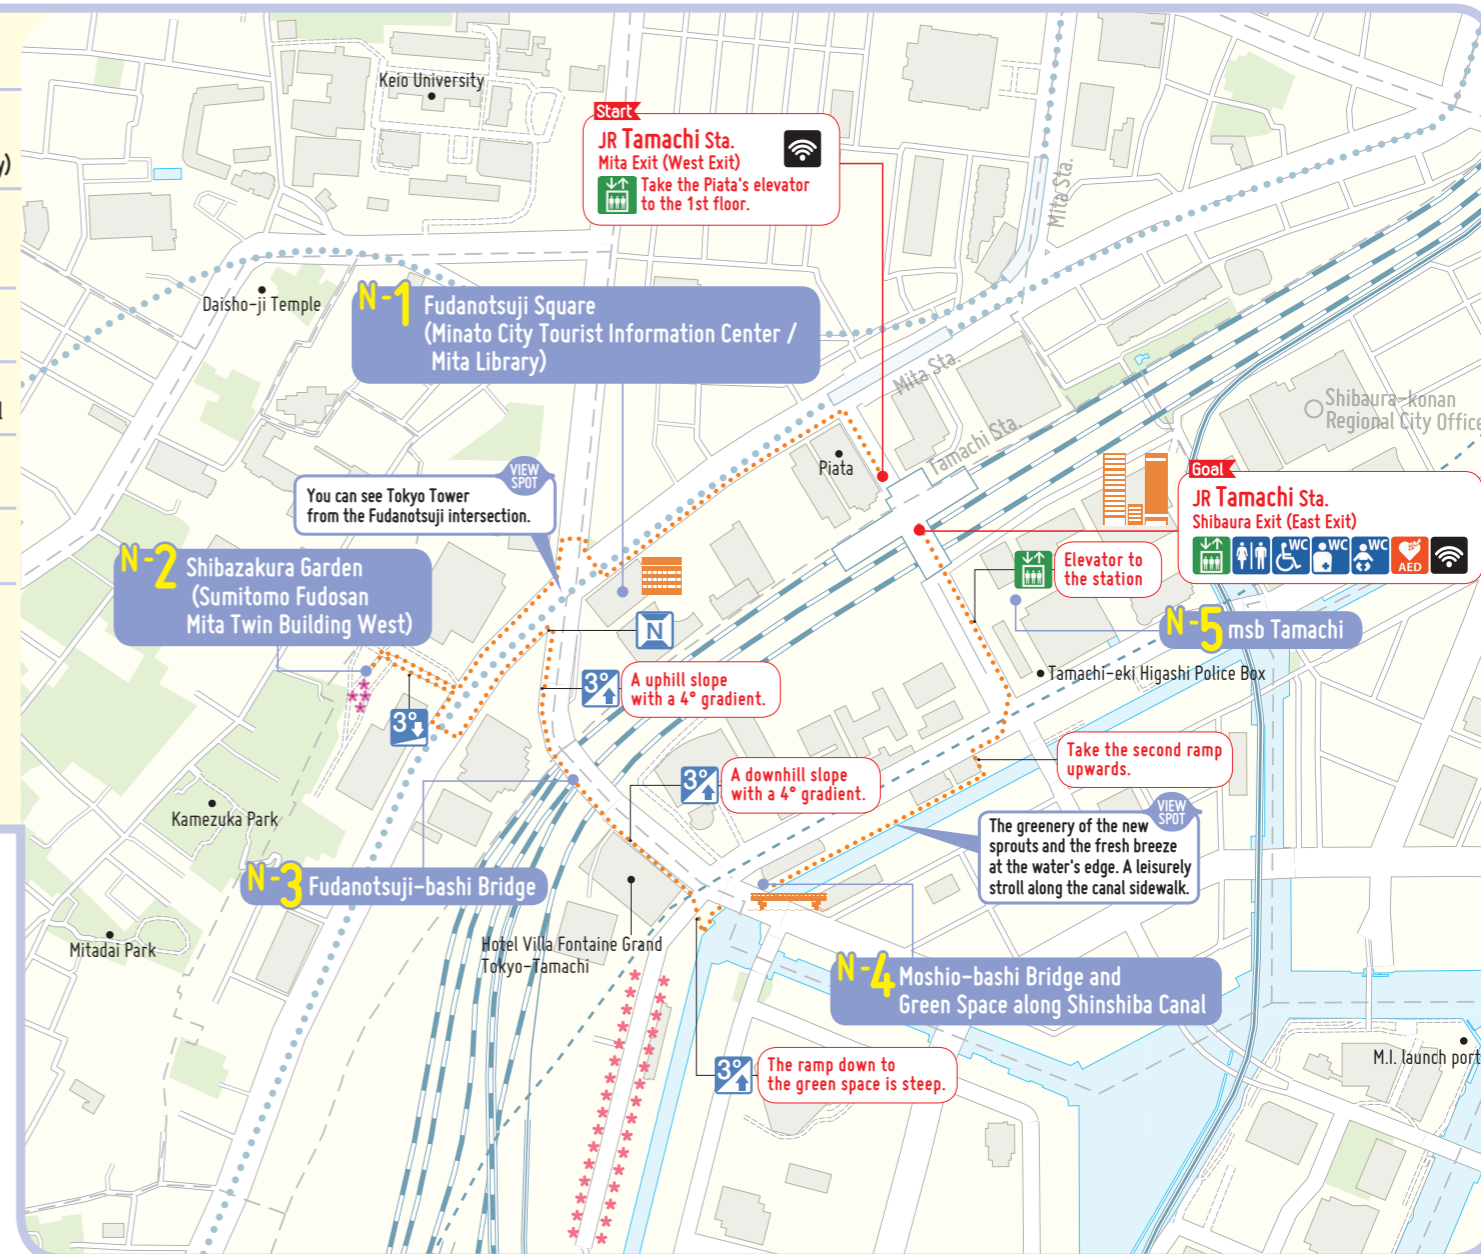 y)
Keio University
Start
JR Tamachi Sta.
Mita Exit (West Exit)
Take the Piata's elevator
to the 1st floor.
Mita Sta.
Daisho-ji Temple
N-1 Fudanotsuji Square
(Minato City Tourist Information Center /
Mita Library)
Mita Sta.
Tamachi Sta.
Shibaura-konan
Regional City Office
Piata
VIEW
SPOT
You can see Tokyo Tower
from the Fudanotsuji intersection.
Goal
JR Tamachi Sta.
Shibaura Exit (East Exit)
WC
WC
WC
AED
Elevator to
the station
N-2 Shibazakura Garden
(Sumitomo Fudosan
Mita Twin Building West)
N
N-5 msb Tamachi
Tamachi-eki Higashi Police Box
3°
A uphill slope
with a 4° gradient.
3°
Take the second ramp
upwards.
3°
A downhill slope
with a 4° gradient.
Kamezuka Park
VIEW
SPOT
The greenery of the new
sprouts and the fresh breeze
at the water's edge. A leisurely
stroll along the canal sidewalk.
N-3 Fudanotsuji-bashi Bridge
Mitadai Park
Hotel Villa Fontaine Grand
Tokyo-Tamachi
N-4 Moshio-bashi Bridge and
Green Space along Shinshiba Canal
3°
The ramp down to
the green space is steep.
M.I. launch port